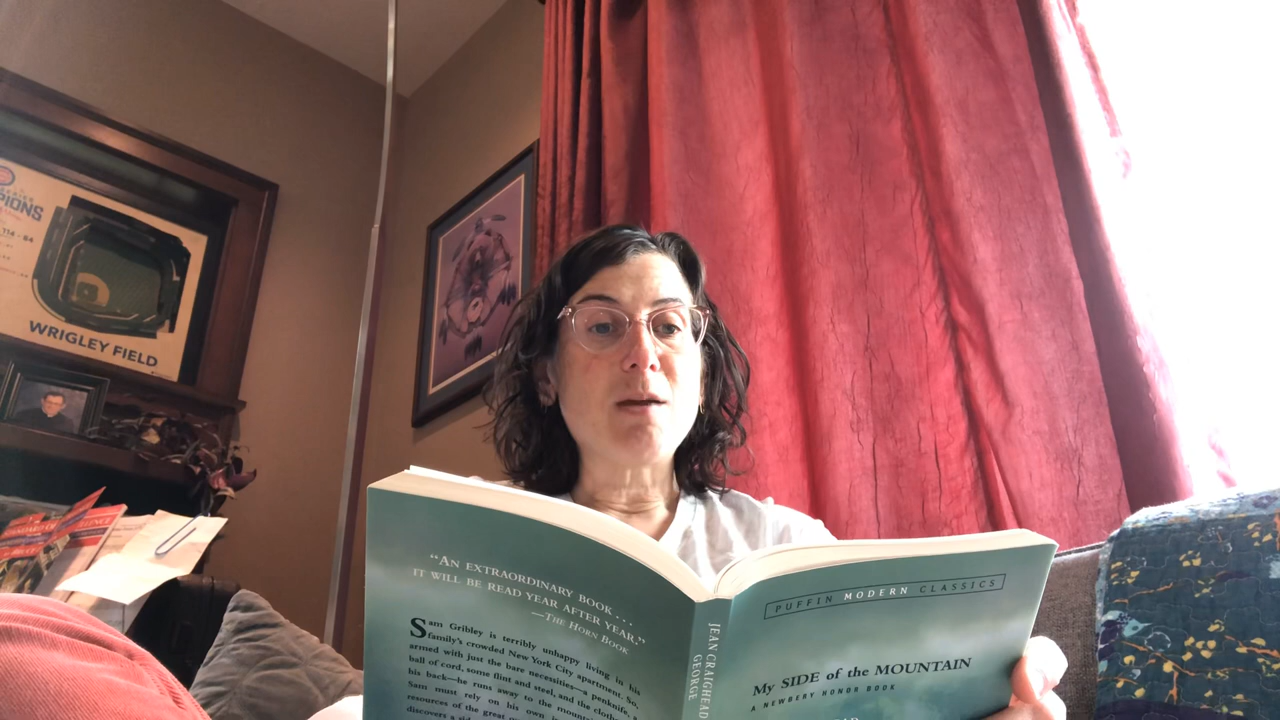 PIONS
114 - 84
WRIGLEY FIELD
"AN EXTRAORDINARY BOOK . . .
IT WILL BE READ YEAR AFTER YEAR."
—THE HORN BOOK
Sam Gribley is terribly unhappy living in his
family's crowded New York City apartment. So,
armed with just the bare necessities—a penknife, a
ball of cord, some flint and steel, and the clothes
his back—he runs away to the mountains.
Sam must rely on his own
resources of the great
discovers a
JEAN CRAIGHEAD
GEORGE
PUFFIN MODERN CLASSICS
My SIDE of the MOUNTAIN
A NEWBERY HONOR BOOK